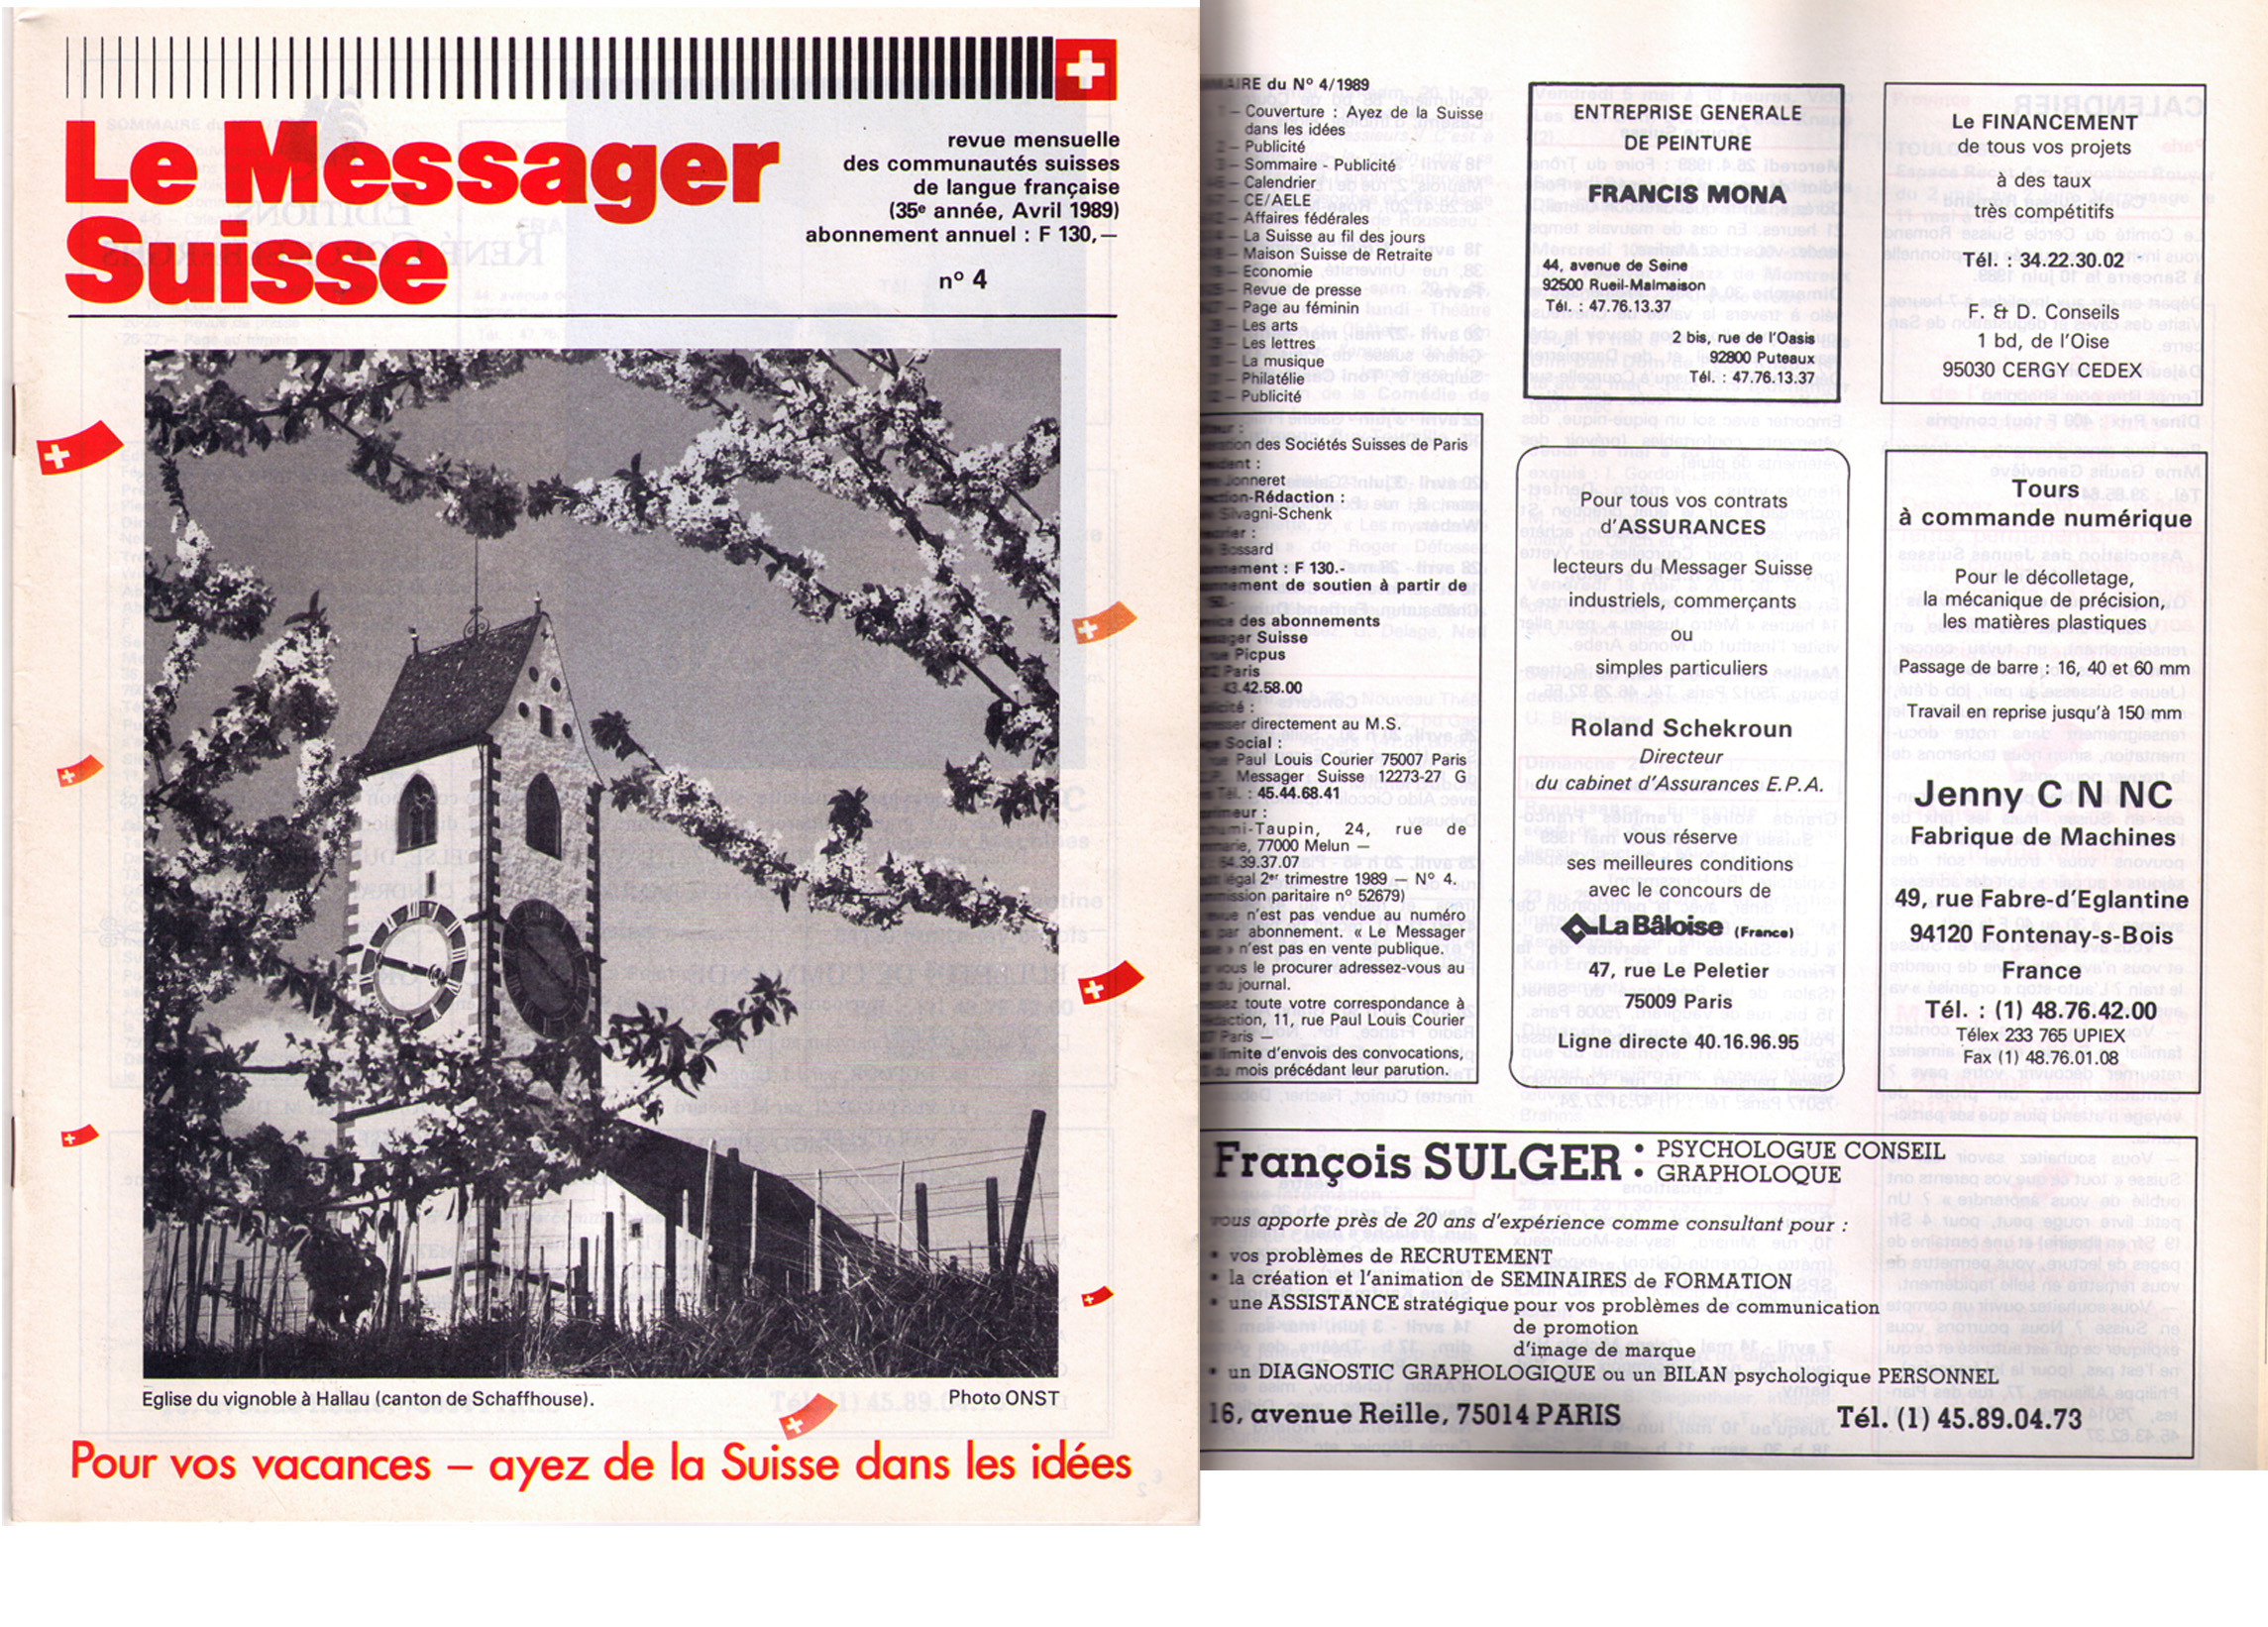 Le Messager
Suisse
revue mensuelle
des communautés suisses
de langue française
(35e année, Avril 1989)
abonnement annuel : F 130,—
nº 4
Eglise du vignoble à Hallau (canton de Schaffhouse).
Photo ONST
Pour vos vacances – ayez de la Suisse dans les idées
du Nº 4/1989
– Couverture : Ayez de la Suisse
dans les idées
– Publicité
– Sommaire - Publicité
– Calendrier
– CE/AELE
– Affaires fédérales
– La Suisse au fil des jours
– Maison Suisse de Retraite
– Economie
– Revue de presse
– Page au féminin
– Les arts
– Les lettres
– La musique
– Philatélie
– Publicité
des Sociétés Suisses de Paris
Jonneret
-Rédaction :
Silvagni-Schenk
Bossard
: F 130.-
de soutien à partir de
des abonnements
Suisse
Picpus
Paris
43.42.58.00
directement au M.S.
Social :
Paul Louis Courier 75007 Paris
Messager Suisse 12273-27 G
Tél. : 45.44.68.41
-Taupin, 24, rue de
77000 Melun —
64.39.37.07
légal 2er trimestre 1989 — Nº 4.
paritaire nº 52679)
n'est pas vendue au numéro
par abonnement. « Le Messager
» n'est pas en vente publique.
le procurer adressez-vous au
du journal.
toute votre correspondance à
11, rue Paul Louis Courier
Paris —
limite d'envois des convocations,
du mois précédant leur parution.
ENTREPRISE GENERALE
DE PEINTURE
FRANCIS MONA
44, avenue de Seine
92500 Rueil-Malmaison
Tél. : 47.76.13.37
2 bis, rue de l'Oasis
92800 Puteaux
Tél. : 47.76.13.37
Le FINANCEMENT
de tous vos projets
à des taux
très compétitifs
Tél. : 34.22.30.02
F. & D. Conseils
1 bd, de l'Oise
95030 CERGY CEDEX
Pour tous vos contrats
d'ASSURANCES
lecteurs du Messager Suisse
industriels, commerçants
ou
simples particuliers
Roland Schekroun
Directeur
du cabinet d'Assurances E.P.A.
vous réserve
ses meilleures conditions
avec le concours de
La Bâloise (France)
47, rue Le Peletier
75009 Paris
Ligne directe 40.16.96.95
Tours
à commande numérique
Pour le décolletage,
la mécanique de précision,
les matières plastiques
Passage de barre : 16, 40 et 60 mm
Travail en reprise jusqu'à 150 mm
Jenny C N NC
Fabrique de Machines
49, rue Fabre-d'Eglantine
94120 Fontenay-s-Bois
France
Tél. : (1) 48.76.42.00
Télex 233 765 UPIEX
Fax (1) 48.76.01.08
François SULGER • PSYCHOLOGUE CONSEIL
• GRAPHOLOQUE
vous apporte près de 20 ans d'expérience comme consultant pour :
• vos problèmes de RECRUTEMENT
• la création et l'animation de SEMINAIRES de FORMATION
• une ASSISTANCE stratégique pour vos problèmes de communication
de promotion
d'image de marque
• un DIAGNOSTIC GRAPHOLOGIQUE ou un BILAN psychologique PERSONNEL
16, avenue Reille, 75014 PARIS
Tél. (1) 45.89.04.73